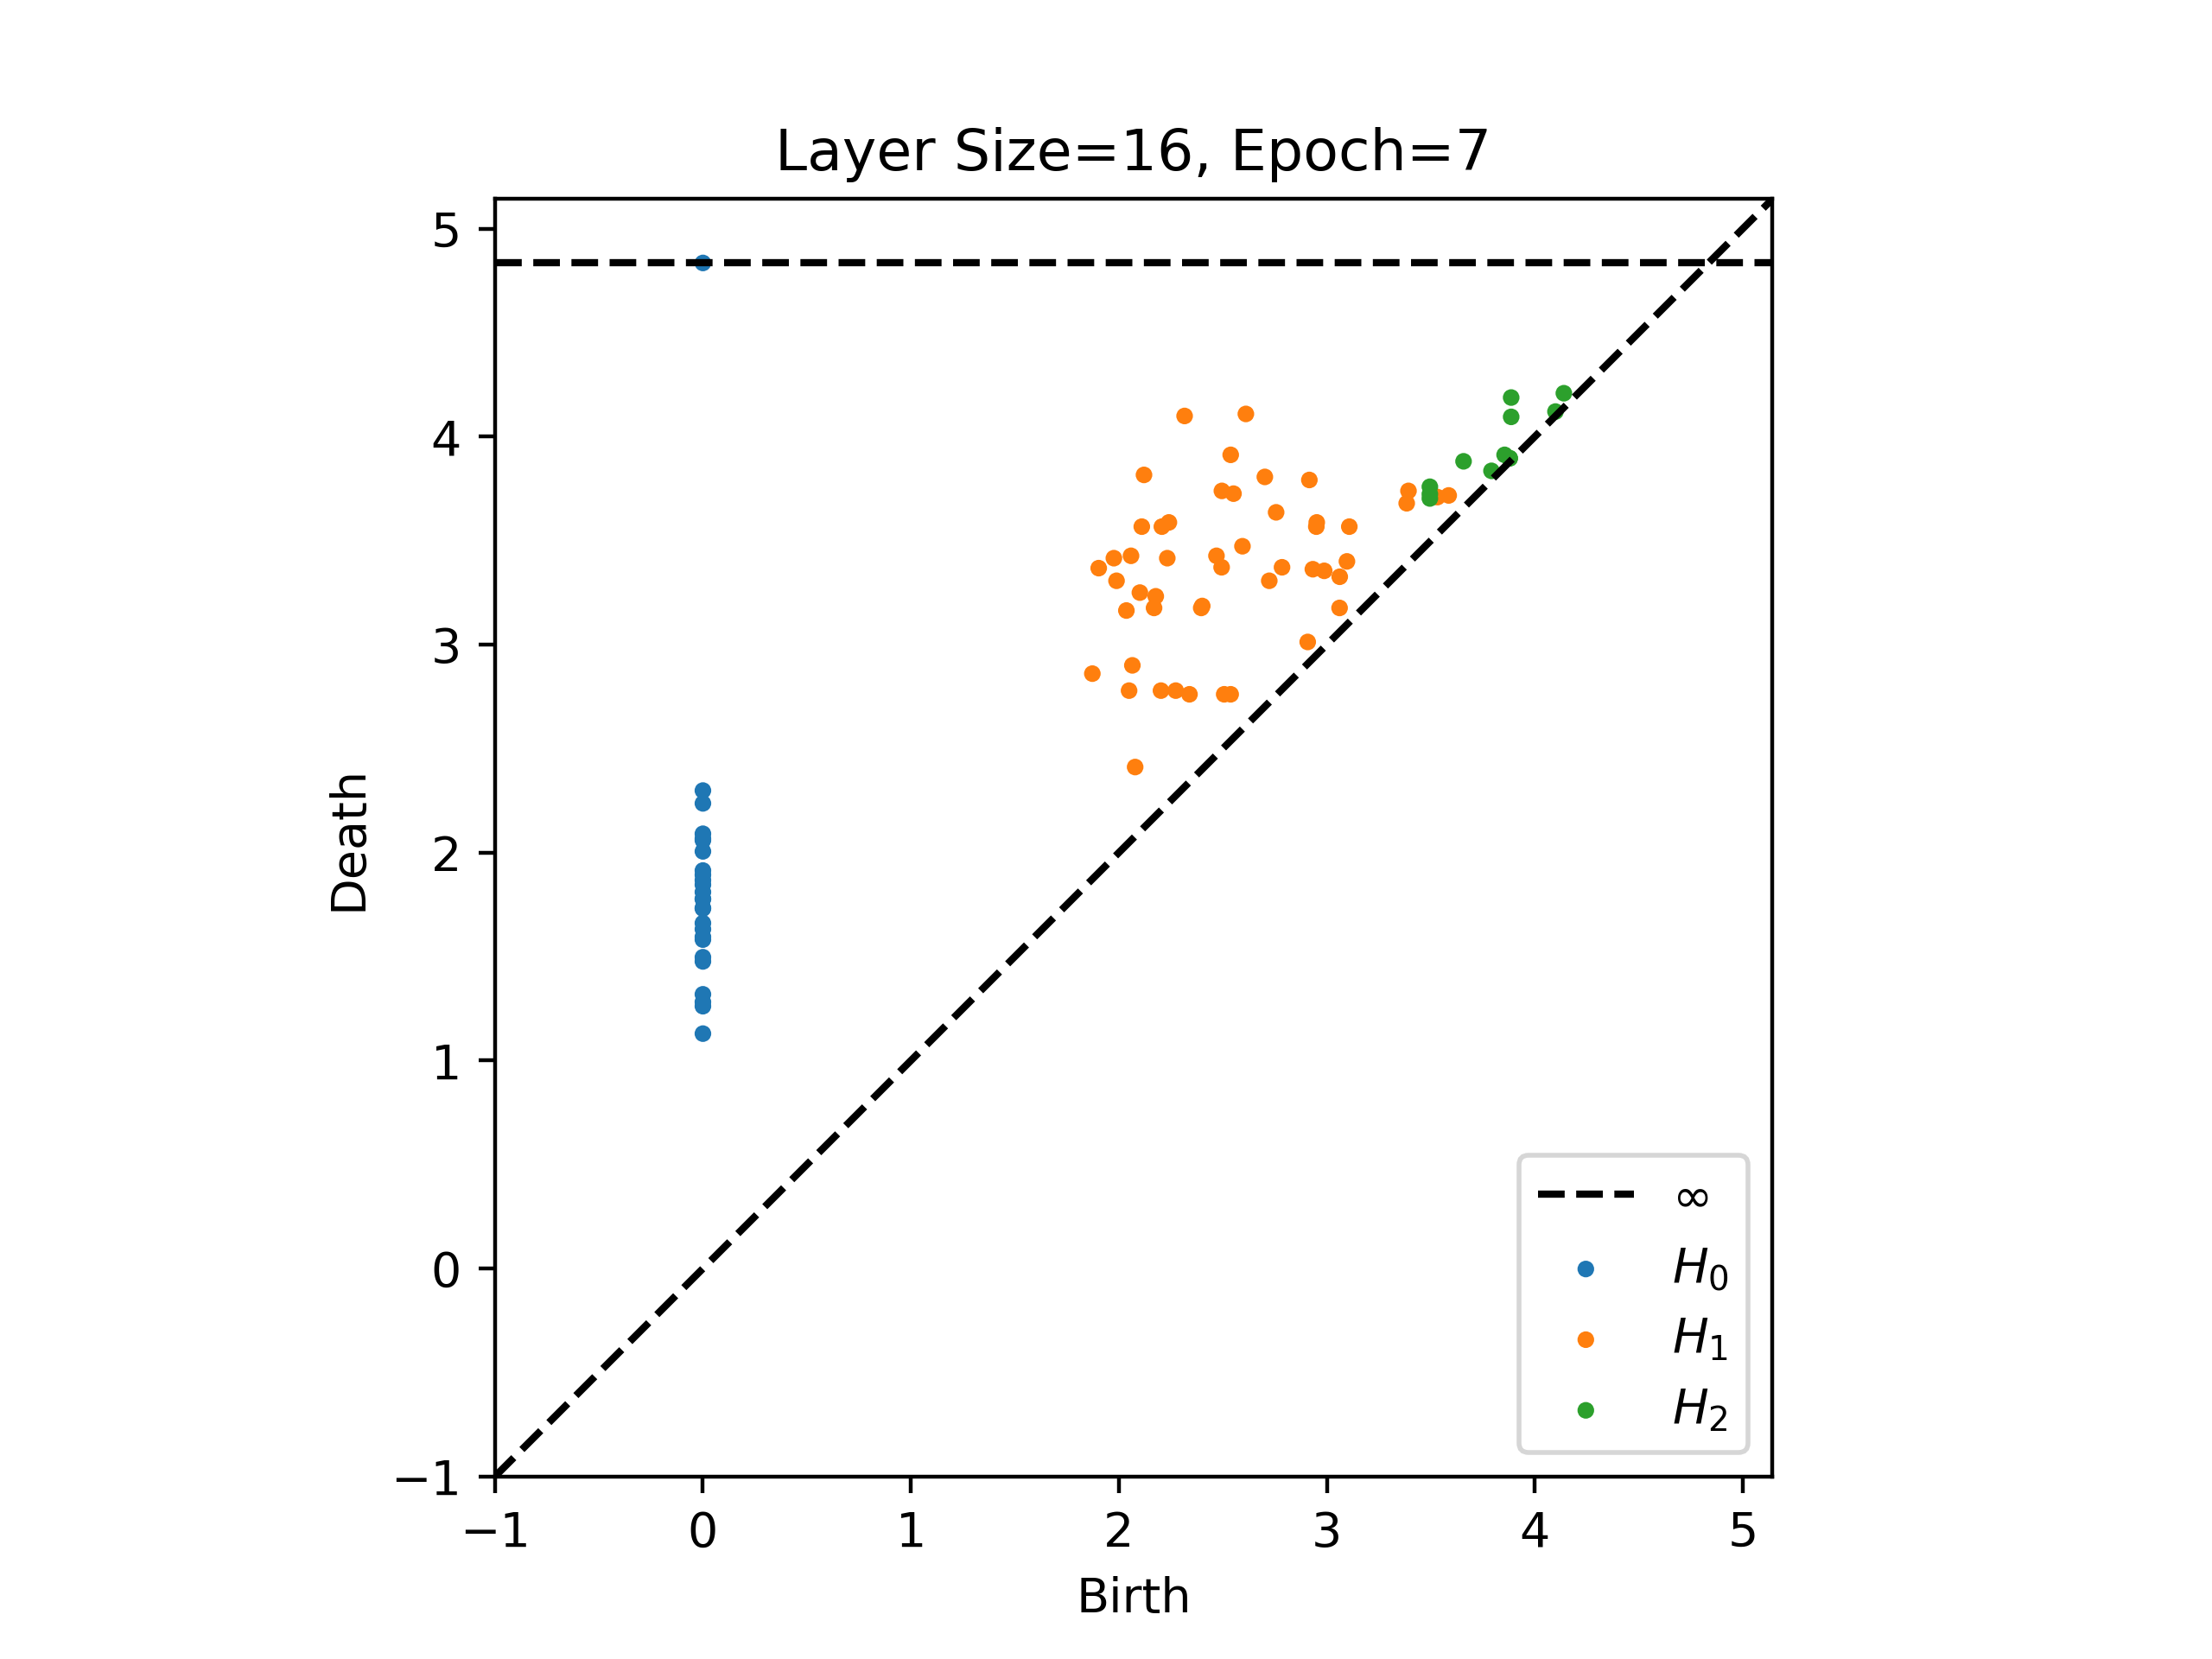 Layer Size=16, Epoch=7
5
4
3
2
1
0
−1
Death
−1 0 1 2 3 4 5
Birth
∞
H₀
H₁
H₂